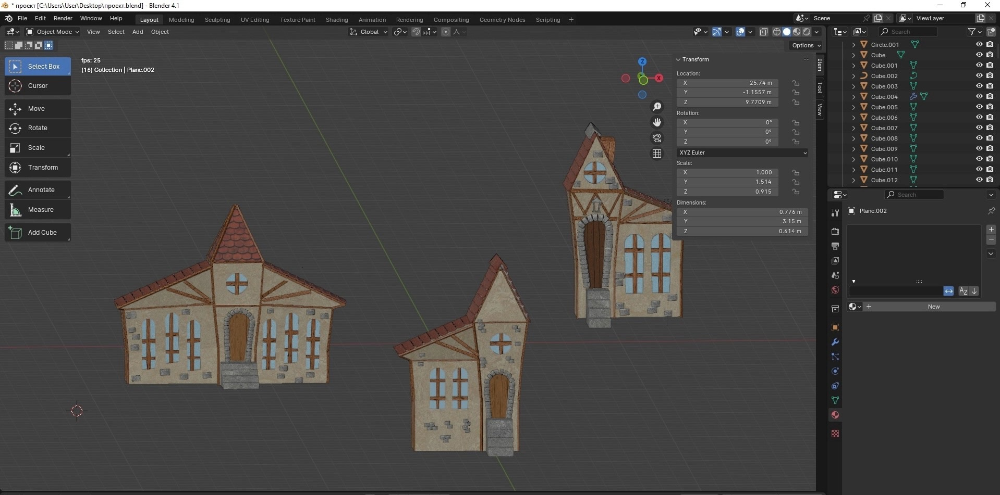 * проект [C:\Users\User\Desktop\проект.blend] - Blender 4.1
File Edit Render Window Help Layout Modeling Sculpting UV Editing Texture Paint Shading Animation Rendering Compositing Geometry Nodes Scripting + Scene ViewLayer
Object Mode View Select Add Object Global Search
Options
fps: 25
(16) Collection | Plane.002
Select Box
Cursor
Move
Rotate
Scale
Transform
Annotate
Measure
Add Cube
Z
X
Transform
Location:
X 25.74 m
Y -1.1557 m
Z 9.7709 m
Rotation:
X 0°
Y 0°
Z 0°
XYZ Euler
Scale:
X 1.000
Y 1.514
Z 0.915
Dimensions:
X 0.776 m
Y 3.15 m
Z 0.614 m
Item
Tool
View
Circle.001
Cube
Cube.001
Cube.002
Cube.003
Cube.004
Cube.005
Cube.006
Cube.007
Cube.008
Cube.009
Cube.010
Cube.011
Cube.012
Search
Plane.002
AZ
New